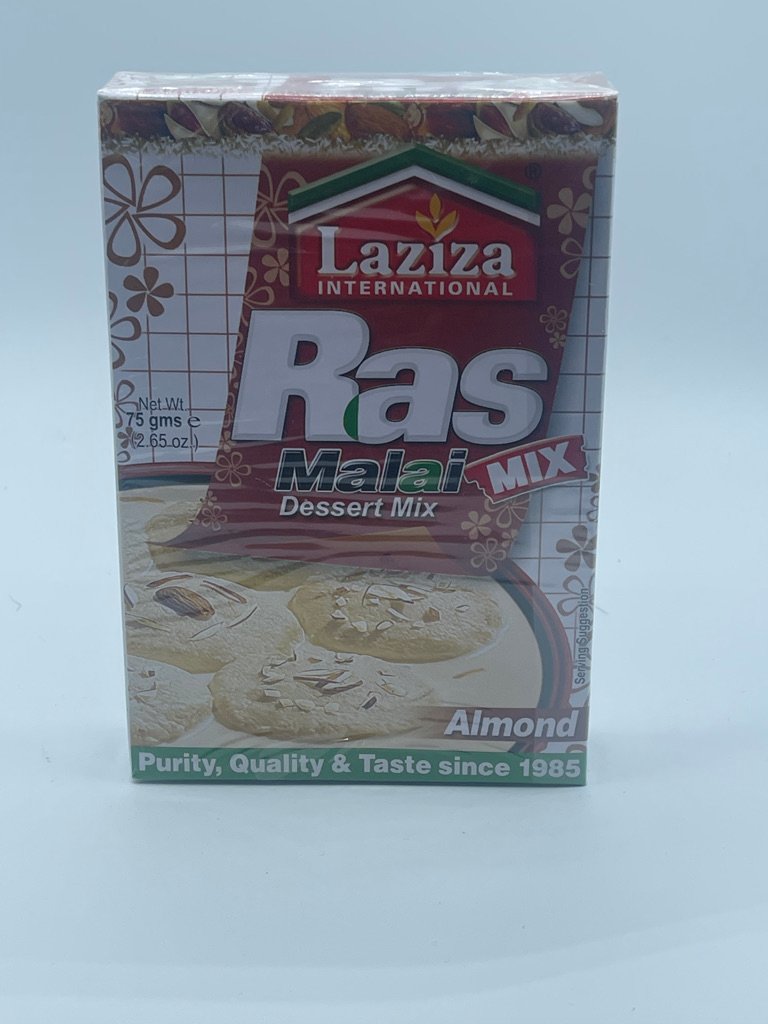 ®
Laziza
INTERNATIONAL
Ras
Malai
MIX
Dessert Mix
Net Wt.
75 gms e
(2.65 oz.)
Serving Suggestion
Almond
Purity, Quality & Taste since 1985